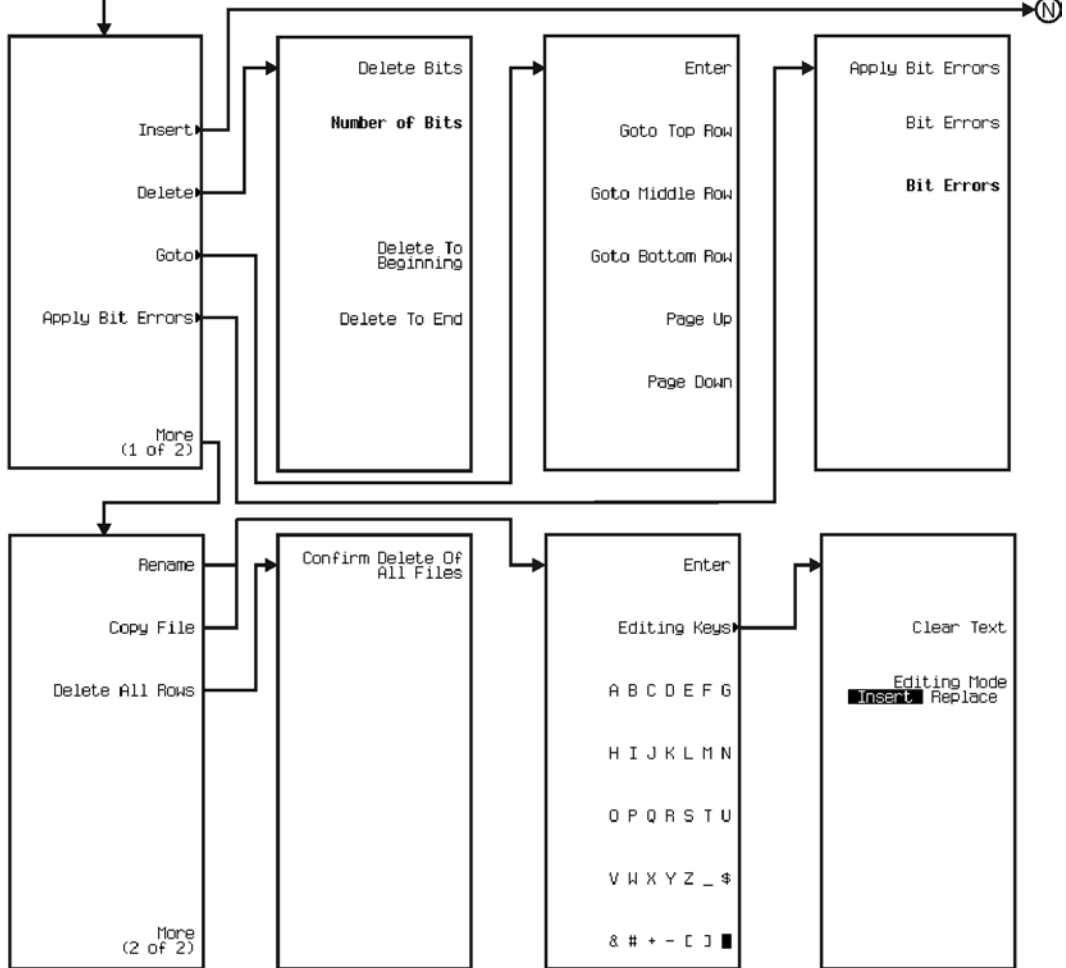 N
Insert
Delete
Goto
Apply Bit Errors
More
(1 of 2)
Delete Bits
Number of Bits
Delete To
Beginning
Delete To End
Enter
Goto Top Row
Goto Middle Row
Goto Bottom Row
Page Up
Page Down
Apply Bit Errors
Bit Errors
Bit Errors
Rename
Copy File
Delete All Rows
More
(2 of 2)
Confirm Delete Of
All Files
Enter
Editing Keys
A B C D E F G
H I J K L M N
O P Q R S T U
V W X Y Z _ $
& # + - [ ] █
Clear Text
Editing Mode
Insert Replace